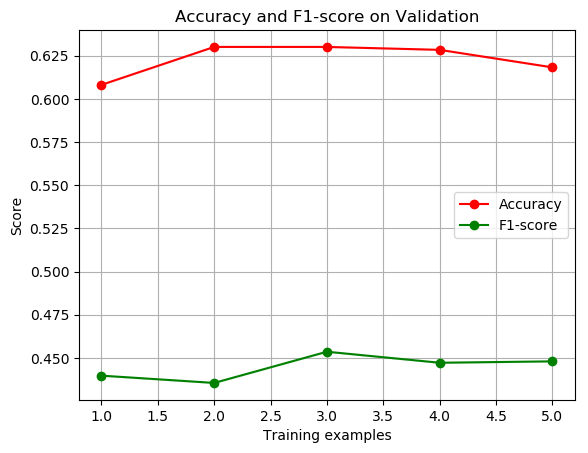 Accuracy and F1-score on Validation
0.625
0.600
0.575
0.550
0.525
0.500
0.475
0.450
Score
Accuracy
F1-score
1.0 1.5 2.0 2.5 3.0 3.5 4.0 4.5 5.0
Training examples